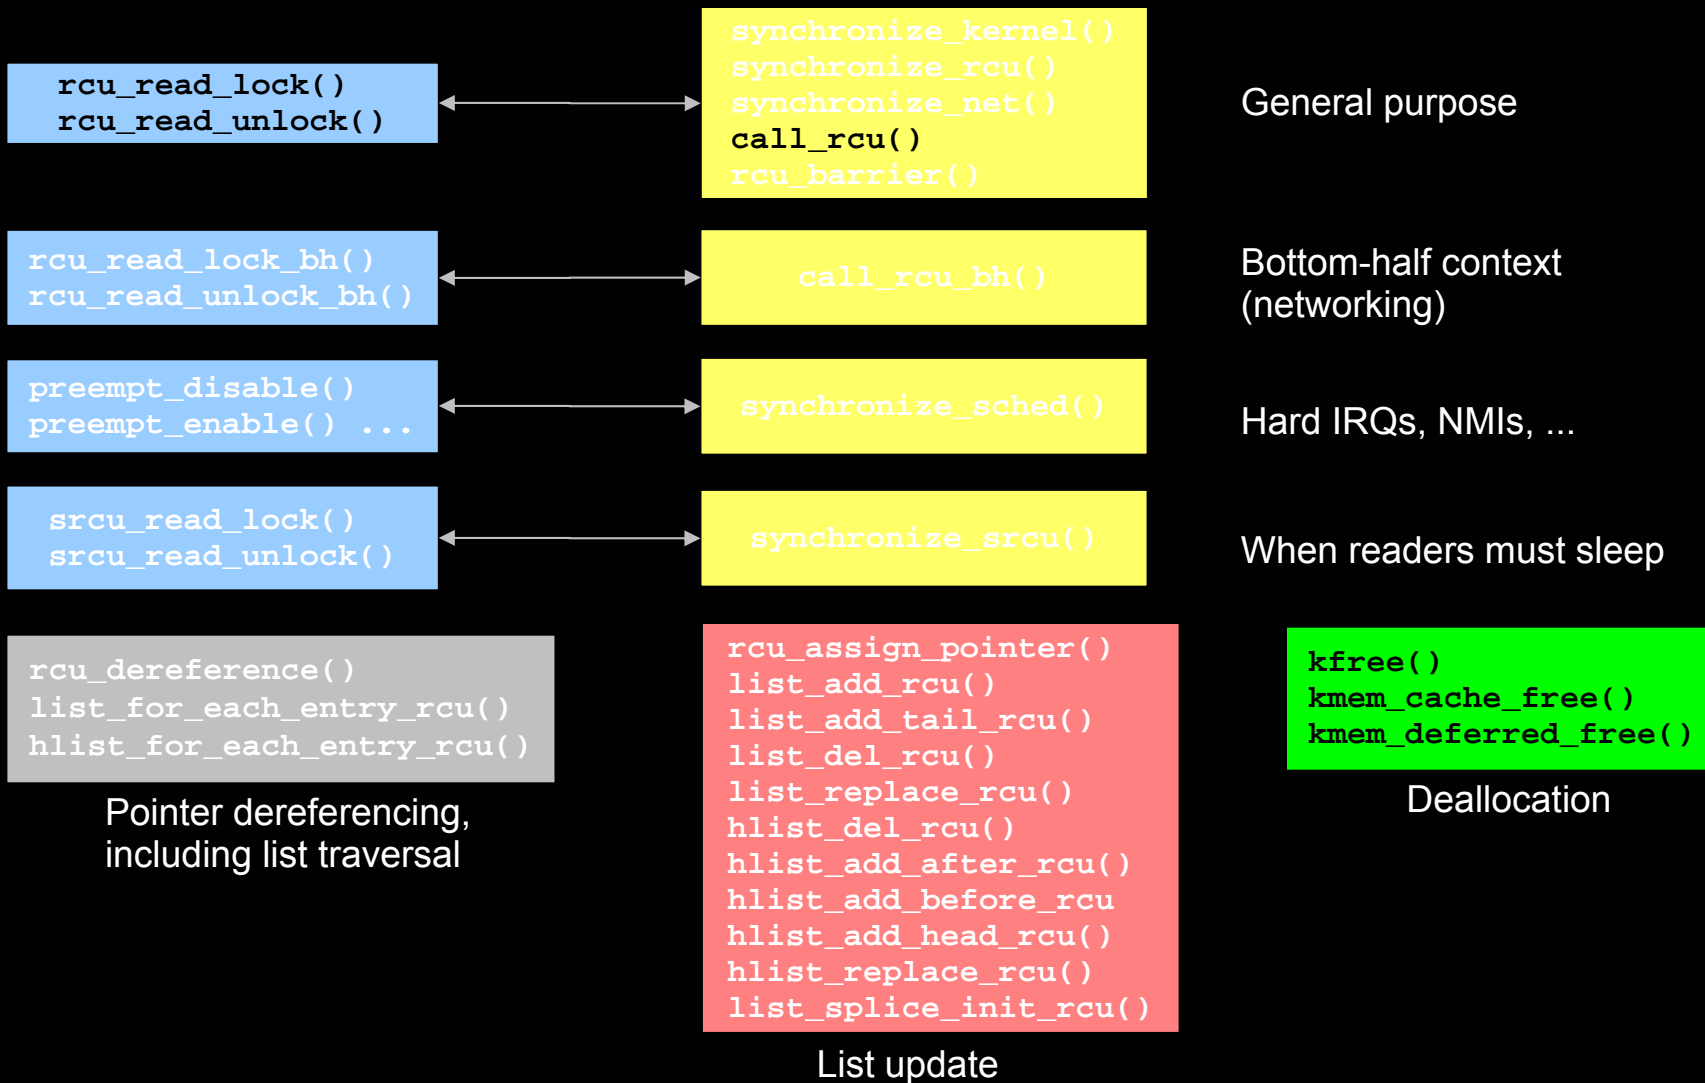 rcu_read_lock()
rcu_read_unlock()
synchronize_kernel()
synchronize_rcu()
synchronize_net()
call_rcu()
rcu_barrier()
General purpose
rcu_read_lock_bh()
rcu_read_unlock_bh()
call_rcu_bh()
Bottom-half context
(networking)
preempt_disable()
preempt_enable() ...
synchronize_sched()
Hard IRQs, NMIs, ...
srcu_read_lock()
srcu_read_unlock()
synchronize_srcu()
When readers must sleep
rcu_dereference()
list_for_each_entry_rcu()
hlist_for_each_entry_rcu()
Pointer dereferencing,
including list traversal
rcu_assign_pointer()
list_add_rcu()
list_add_tail_rcu()
list_del_rcu()
list_replace_rcu()
hlist_del_rcu()
hlist_add_after_rcu()
hlist_add_before_rcu
hlist_add_head_rcu()
hlist_replace_rcu()
list_splice_init_rcu()
List update
kfree()
kmem_cache_free()
kmem_deferred_free()
Deallocation